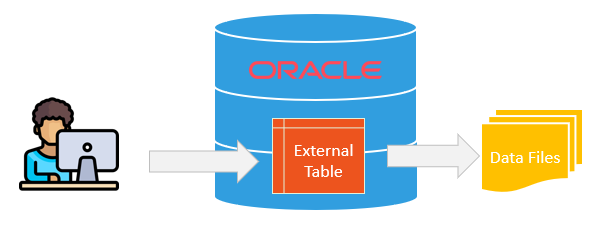 ORACLE
External
Table
Data Files